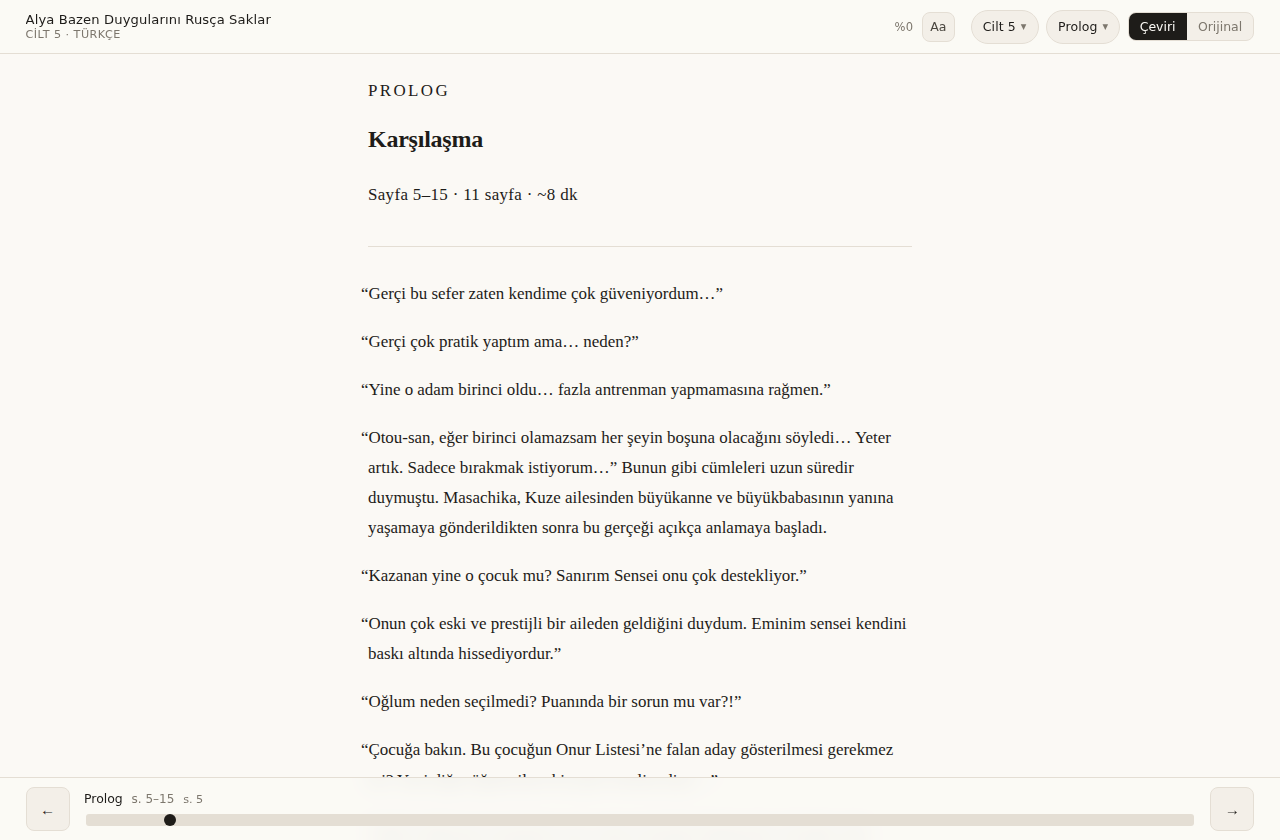 Alya Bazen Duygularını Rusça Saklar
CİLT 5 · TÜRKÇE
%0
Aa
Cilt 5 ▾
Prolog ▾
Çeviri
Orijinal
PROLOG
Karşılaşma
Sayfa 5–15 · 11 sayfa · ~8 dk
“Gerçi bu sefer zaten kendime çok güveniyordum…”
“Gerçi çok pratik yaptım ama… neden?”
“Yine o adam birinci oldu… fazla antrenman yapmamasına rağmen.”
“Otou-san, eğer birinci olamazsam her şeyin boşuna olacağını söyledi… Yeter
artık. Sadece bırakmak istiyorum…” Bunun gibi cümleleri uzun süredir
duymuştu. Masachika, Kuze ailesinden büyükanne ve büyükbabasının yanına
yaşamaya gönderildikten sonra bu gerçeği açıkça anlamaya başladı.
“Kazanan yine o çocuk mu? Sanırım Sensei onu çok destekliyor.”
“Onun çok eski ve prestijli bir aileden geldiğini duydum. Eminim sensei kendini
baskı altında hissediyordur.”
“Oğlum neden seçilmedi? Puanında bir sorun mu var?!”
“Çocuğa bakın. Bu çocuğun Onur Listesi’ne falan aday gösterilmesi gerekmez
←
Prolog s. 5–15 s. 5
→